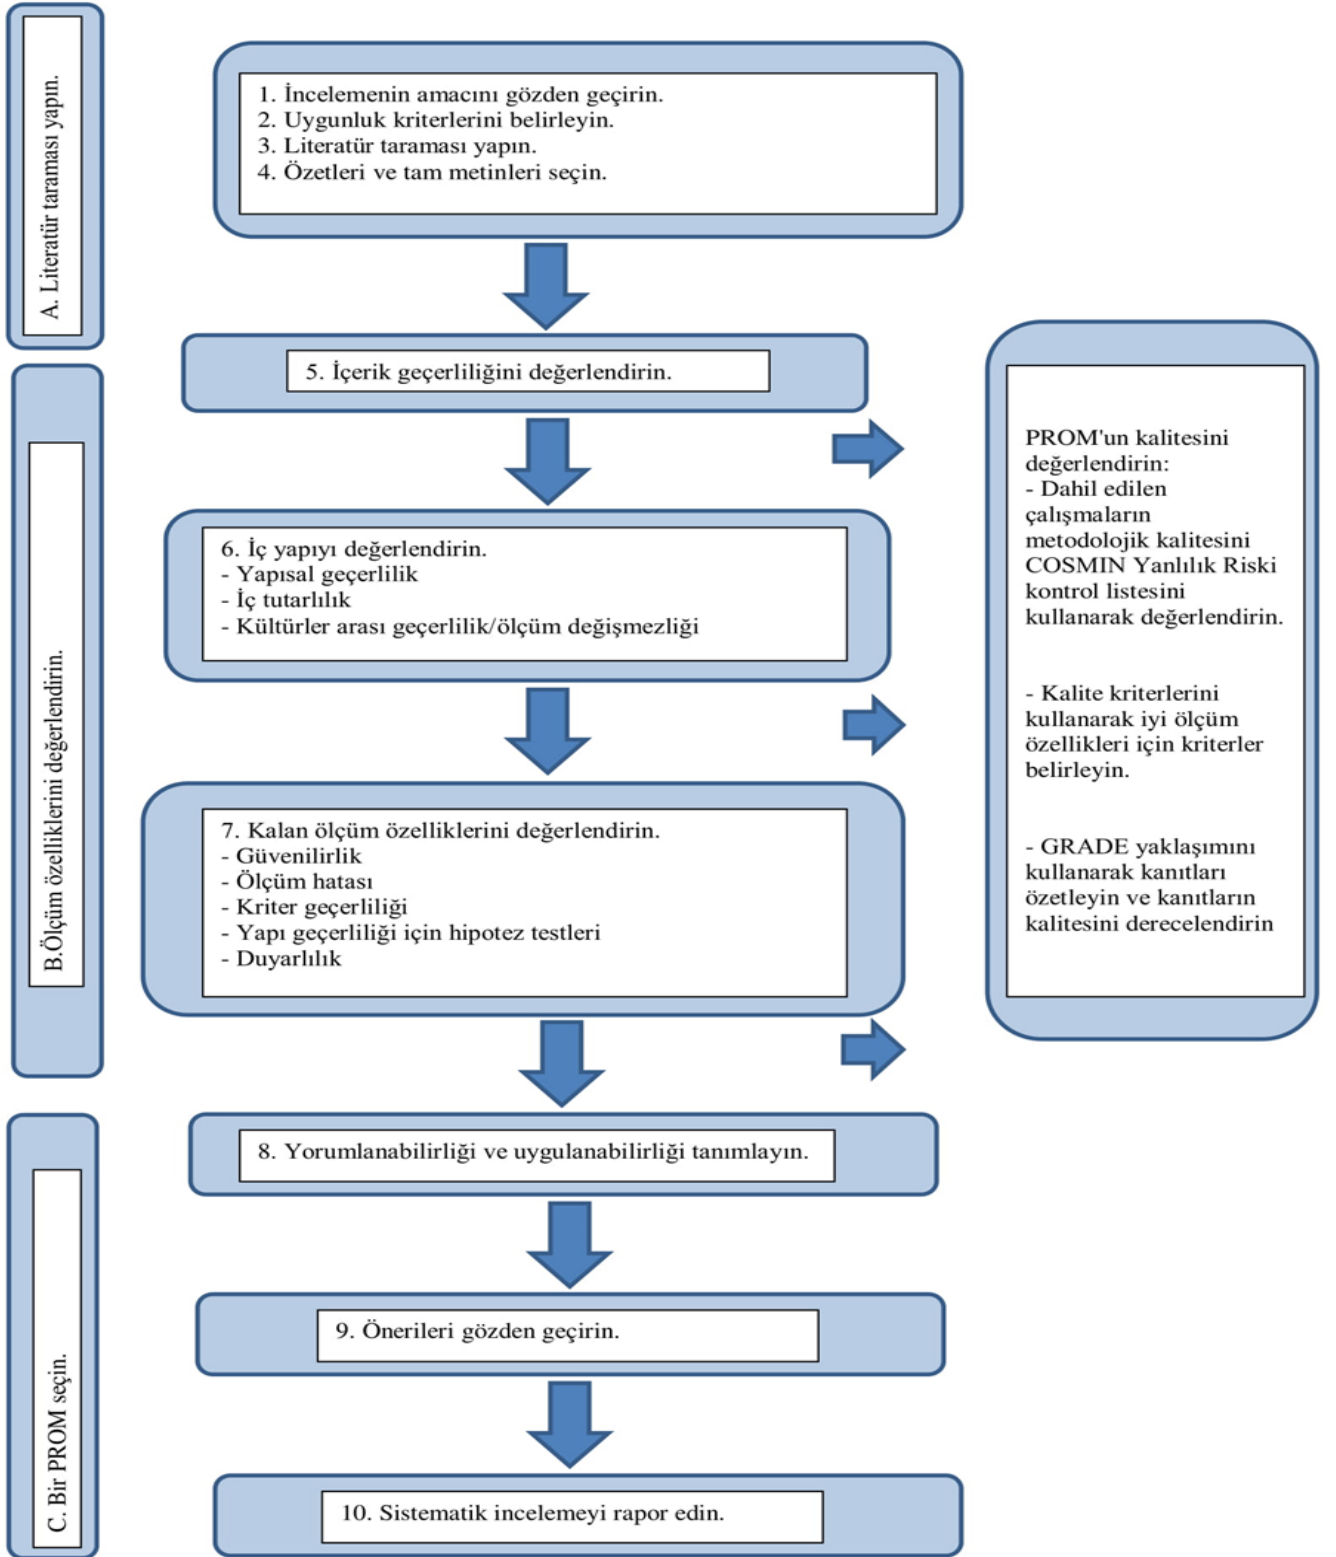 A. Literatür taraması yapın.
1. İncelemenin amacını gözden geçirin.
2. Uygunluk kriterlerini belirleyin.
3. Literatür taraması yapın.
4. Özetleri ve tam metinleri seçin.
B.Ölçüm özelliklerini değerlendirin.
5. İçerik geçerliliğini değerlendirin.
6. İç yapıyı değerlendirin.
- Yapısal geçerlilik
- İç tutarlılık
- Kültürler arası geçerlilik/ölçüm değişmezliği
7. Kalan ölçüm özelliklerini değerlendirin.
- Güvenilirlik
- Ölçüm hatası
- Kriter geçerliliği
- Yapı geçerliliği için hipotez testleri
- Duyarlılık
PROM'un kalitesini
değerlendirin:
- Dahil edilen
çalışmaların
metodolojik kalitesini
COSMIN Yanlılık Riski
kontrol listesini
kullanarak değerlendirin.
- Kalite kriterlerini
kullanarak iyi ölçüm
özellikleri için kriterler
belirleyin.
- GRADE yaklaşımını
kullanarak kanıtları
özetleyin ve kanıtların
kalitesini derecelendirin
C. Bir PROM seçin.
8. Yorumlanabilirliği ve uygulanabilirliği tanımlayın.
9. Önerileri gözden geçirin.
10. Sistematik incelemeyi rapor edin.